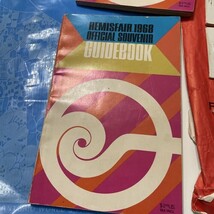 HEMISFAIR 1968
OFFICIAL SOUVENIR
GUIDEBOOK